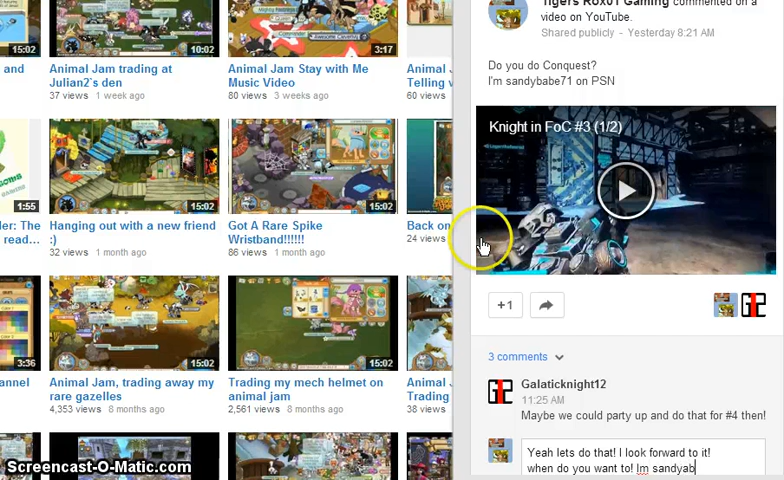 Tigers Rox01 Gaming commented on a
video on YouTube.
Shared publicly - Yesterday 8:21 AM
Do you do Conquest?
I'm sandybabe71 on PSN
Knight in FoC #3 (1/2)
+1
3 comments
Galaticknight12
11:25 AM
Maybe we could party up and do that for #4 then!
Yeah lets do that! I look forward to it!
when do you want to! Im sandyab
15:02
10:02
3:17
and
Animal Jam trading at
Julian2`s den
37 views 1 week ago
Animal Jam Stay with Me
Music Video
80 views 3 weeks ago
Animal J
Telling
60 views
1:55
15:02
15:02
der: The
read...
Hanging out with a new friend
:)
32 views 1 month ago
Got A Rare Spike
Wristband!!!!!!
86 views 1 month ago
Back on
24 views
3:36
15:02
15:02
annel
Animal Jam, trading away my
rare gazelles
4,353 views 8 months ago
Trading my mech helmet on
animal jam
2,561 views 8 months ago
Animal J
Trading
38 views
Screencast-O-Matic.com